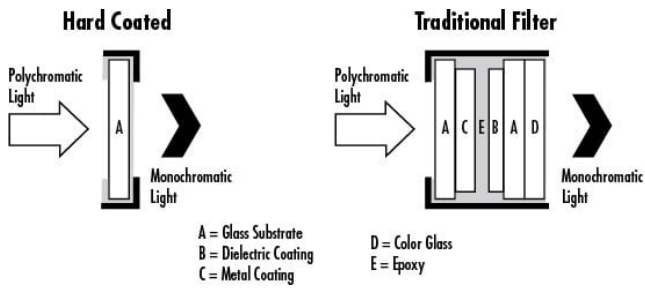 Hard Coated
Polychromatic
Light
A
Monochromatic
Light
Traditional Filter
Polychromatic
Light
A C E B A D
Monochromatic
Light
A = Glass Substrate
B = Dielectric Coating
C = Metal Coating
D = Color Glass
E = Epoxy